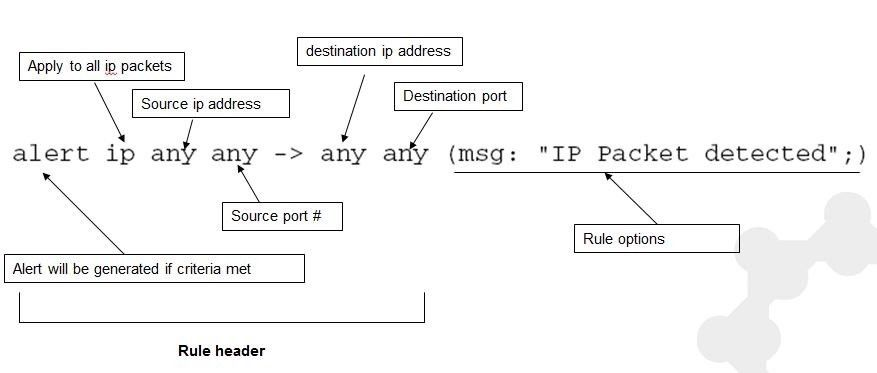 destination ip address
Apply to all ip packets
Source ip address
Destination port
alert ip any any -> any any (msg: "IP Packet detected";)
Source port #
Rule options
Alert will be generated if criteria met
Rule header